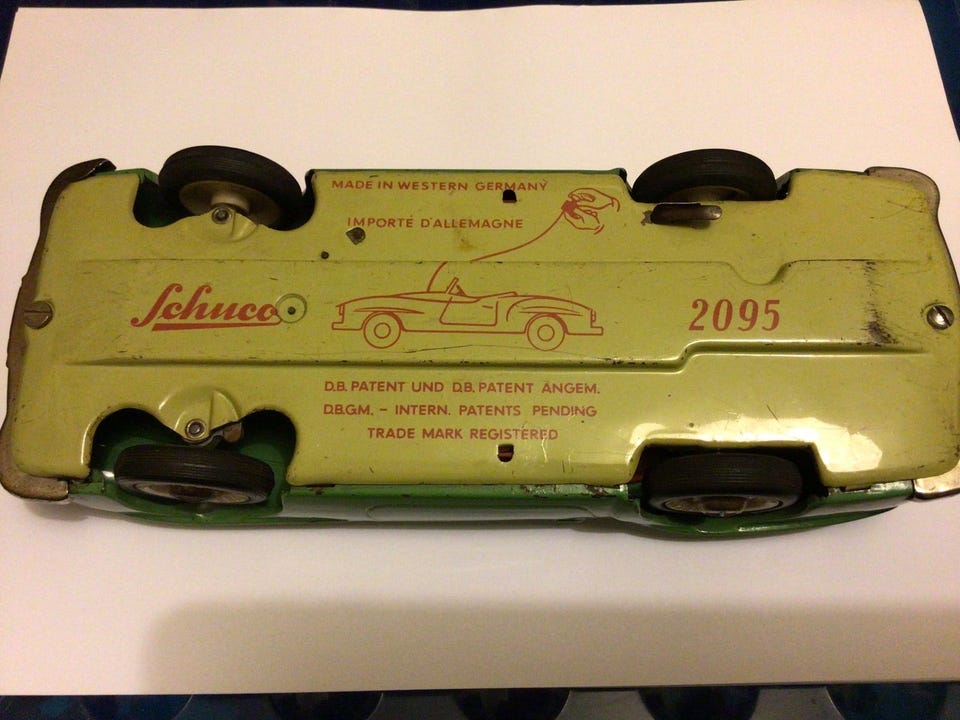 MADE IN WESTERN GERMANY
IMPORTÉ D'ALLEMAGNE
Schuco
2095
D.B. PATENT UND D.B. PATENT ANGEM.
D.B.G.M. – INTERN. PATENTS PENDING
TRADE MARK REGISTERED